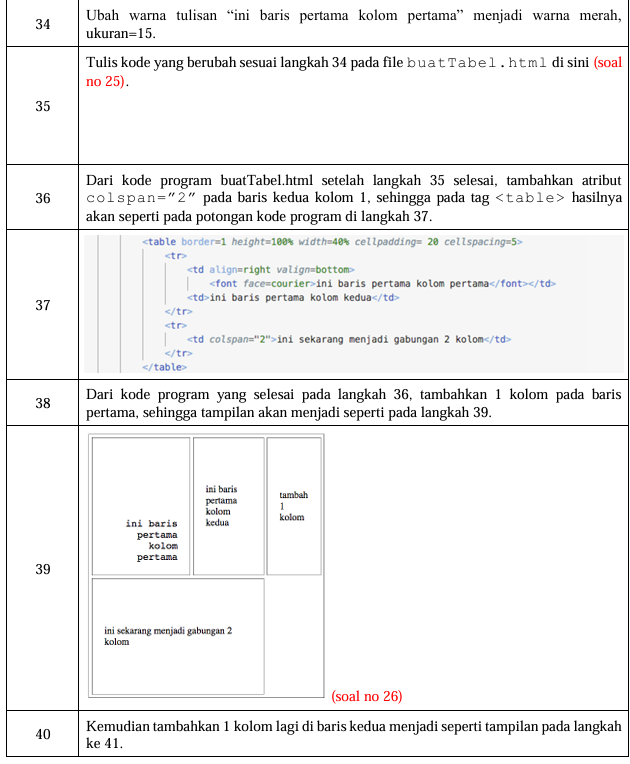 34
Ubah warna tulisan “ini baris pertama kolom pertama” menjadi warna merah,
ukuran=15.
Tulis kode yang berubah sesuai langkah 34 pada file buatTabel.html di sini (soal
no 25).
35
36
Dari kode program buatTabel.html setelah langkah 35 selesai, tambahkan atribut
colspan=”2” pada baris kedua kolom 1, sehingga pada tag <table> hasilnya
akan seperti pada potongan kode program di langkah 37.
37
<table border=1 height=100% width=40% cellpadding= 20 cellspacing=5>
<tr>
<td align=right valign=bottom>
<font face=courier>ini baris pertama kolom pertama</font></td>
<td>ini baris pertama kolom kedua</td>
</tr>
<tr>
<td colspan="2">ini sekarang menjadi gabungan 2 kolom</td>
</tr>
</table>
38
Dari kode program yang selesai pada langkah 36, tambahkan 1 kolom pada baris
pertama, sehingga tampilan akan menjadi seperti pada langkah 39.
39
ini baris
pertama
kolom
pertama
ini baris
pertama
kolom
kedua
tambah
1
kolom
ini sekarang menjadi gabungan 2
kolom
(soal no 26)
40
Kemudian tambahkan 1 kolom lagi di baris kedua menjadi seperti tampilan pada langkah
ke 41.